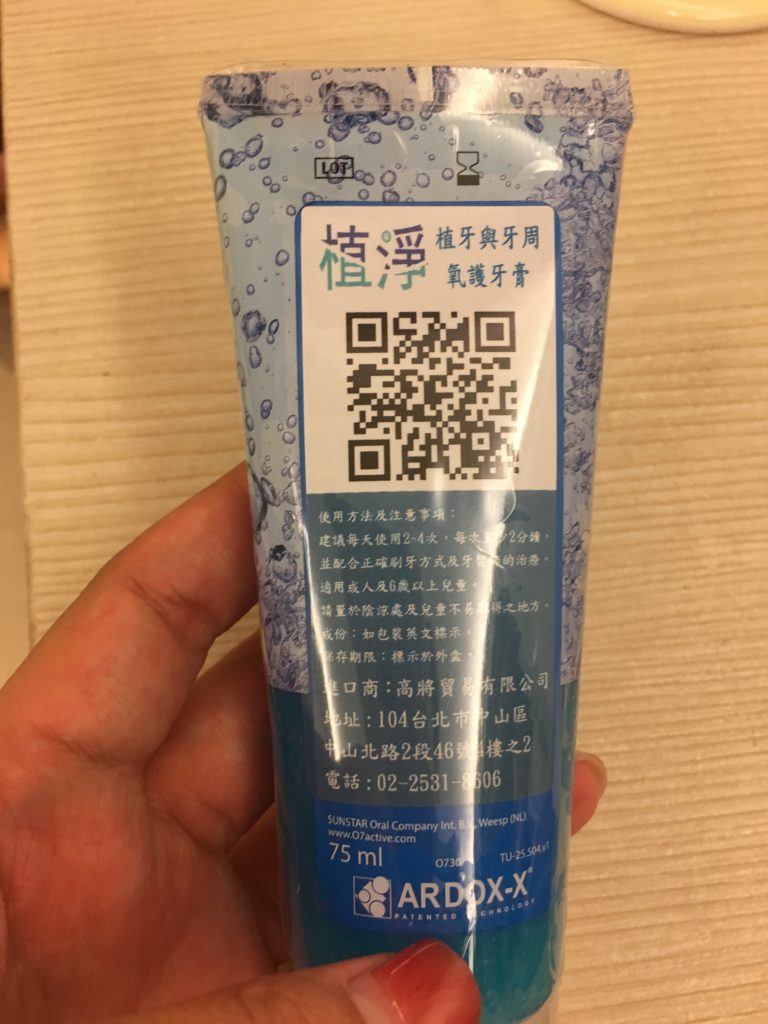 LOT
植淨 植牙與牙周
氧護牙膏
使用方法及注意事項：
建議每天使用2~4次，每次至少2分鐘。
並配合正確刷牙方式及牙醫師的治療。
適用成人及6歲以上兒童。
請置於陰涼處及兒童不易取得之地方。
成份：如包裝英文標示。
保存期限：標示於外盒。
進口商：高將貿易有限公司
地址：104台北市中山區
中山北路2段46號4樓之2
電話：02-2531-8606
SUNSTAR Oral Company Int. B.V., Weesp (NL)
www.O7active.com
75 ml O730 TU-25.504.v1
ARDOX-X®
PATENTED TECHNOLOGY